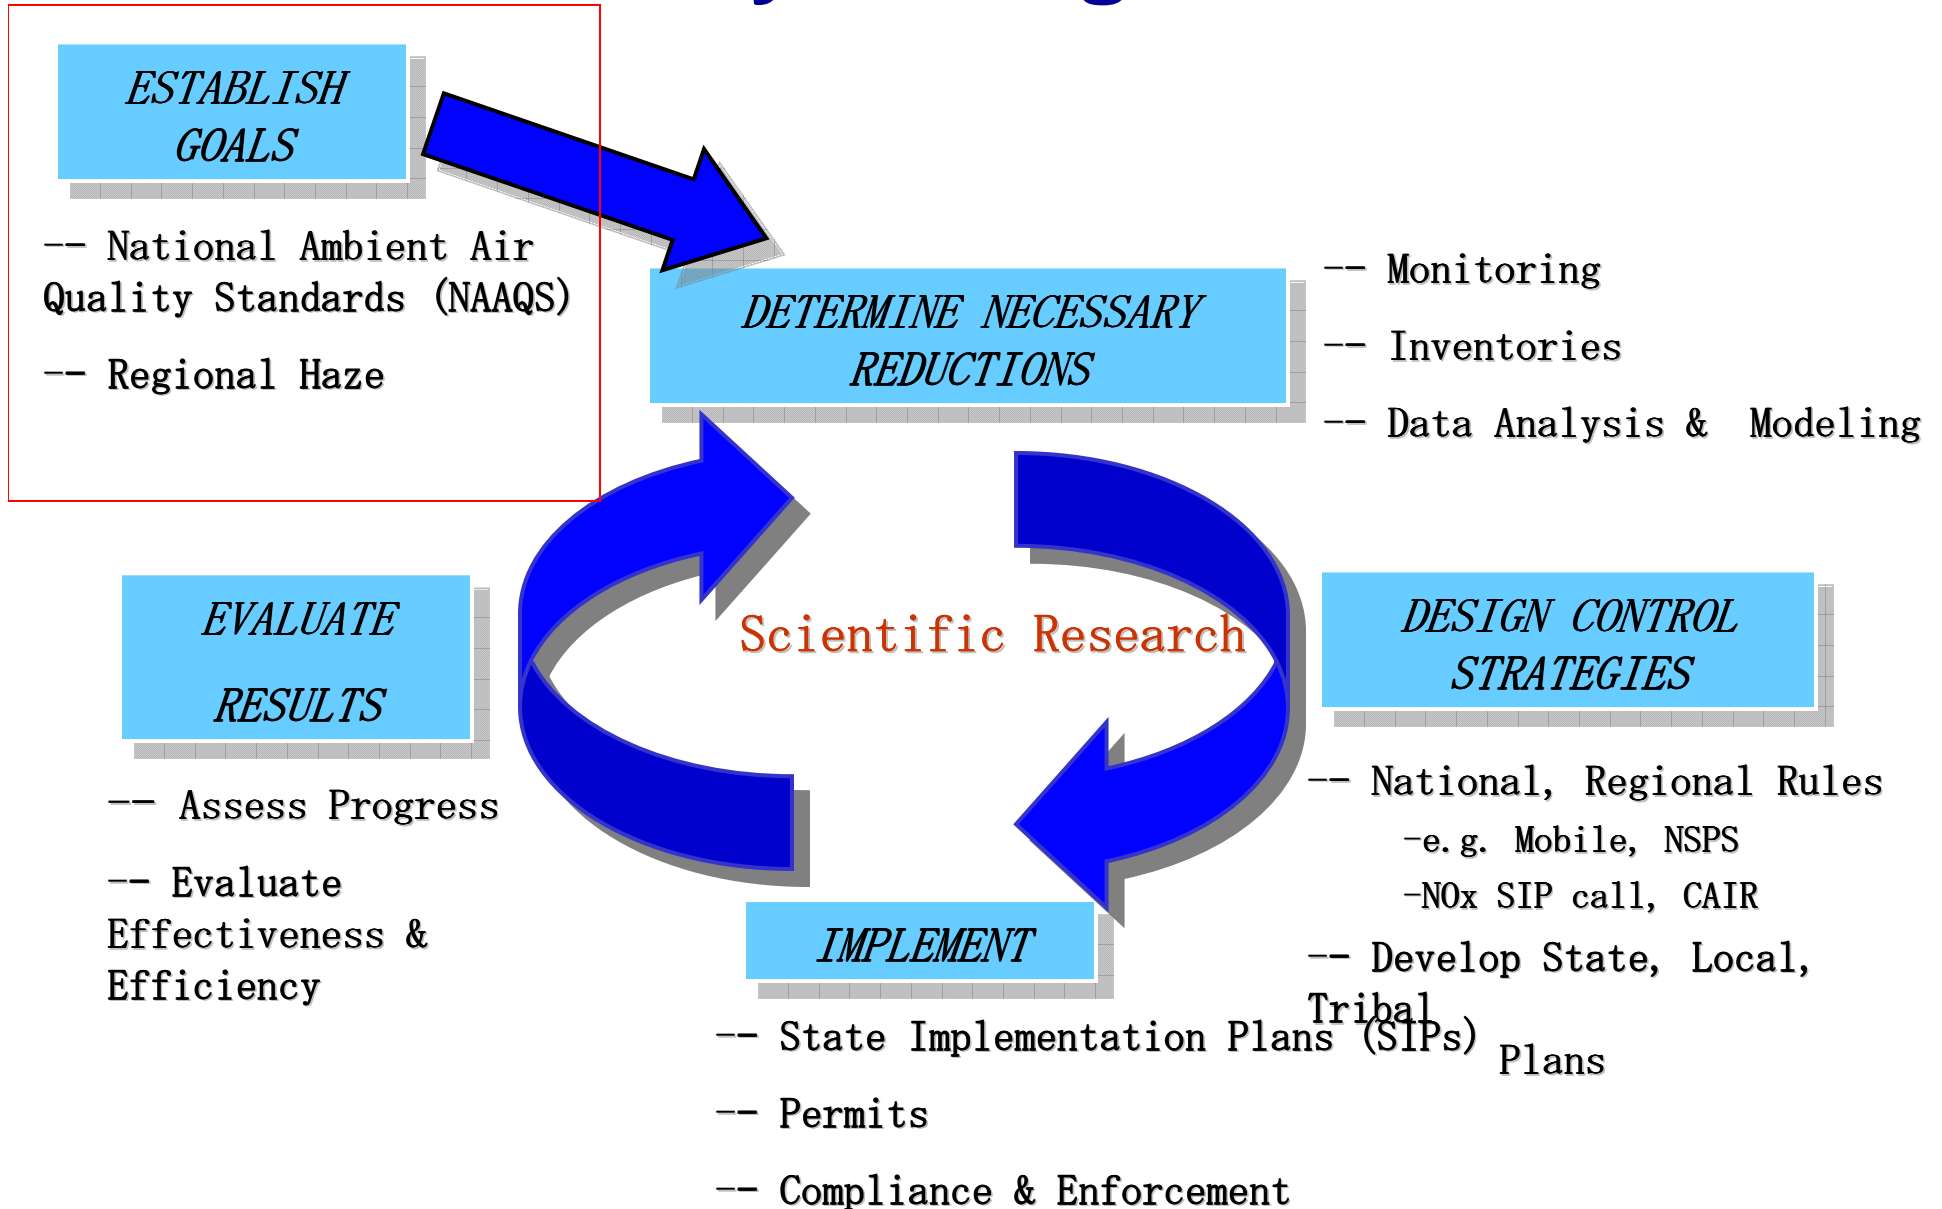 ESTABLISH
GOALS
-- National Ambient Air
Quality Standards (NAAQS)
-- Regional Haze
DETERMINE NECESSARY
REDUCTIONS
-- Monitoring
-- Inventories
-- Data Analysis &  Modeling
Scientific Research
EVALUATE
RESULTS
-- Assess Progress
-- Evaluate
Effectiveness &
Efficiency
DESIGN CONTROL
STRATEGIES
-- National, Regional Rules
-e.g. Mobile, NSPS
-NOx SIP call, CAIR
-- Develop State, Local,
Tribal
Plans
IMPLEMENT
-- State Implementation Plans (SIPs)
-- Permits
-- Compliance & Enforcement